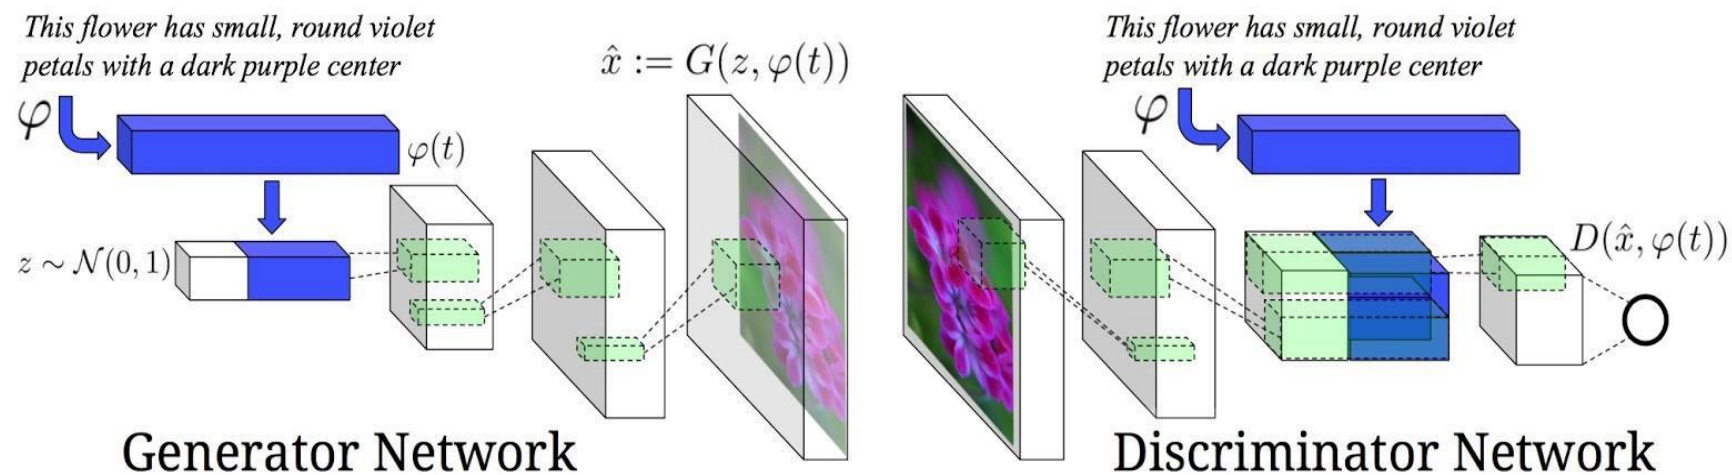 This flower has small, round violet
petals with a dark purple center
φ
φ(t)
z ~ 𝒩(0, 1)
x̂ := G(z, φ(t))
Generator Network
This flower has small, round violet
petals with a dark purple center
φ
D(x̂, φ(t))
Discriminator Network